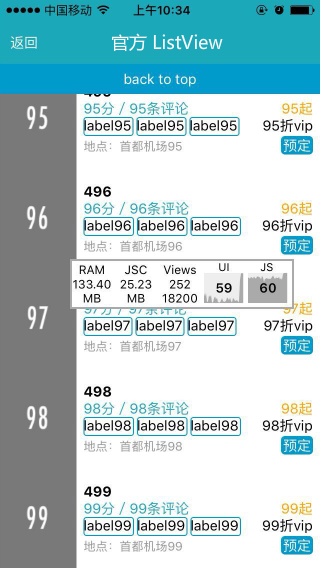 中国移动 上午10:34
返回 官方 ListView
back to top
95
95分 / 95条评论 95起
label95 label95 label95 95折vip
地点：首都机场95 预定
496
96
96分 / 96条评论 96起
label96 label96 label96 96折vip
地点：首都机场96 预定
RAM JSC Views UI JS
133.40 25.23 252 59 60
MB MB 18200
97
97分 / 97条评论 97起
label97 label97 label97 97折vip
地点：首都机场97 预定
498
98
98分 / 98条评论 98起
label98 label98 label98 98折vip
地点：首都机场98 预定
499
99
99分 / 99条评论 99起
label99 label99 label99 99折vip
地点：首都机场99 预定